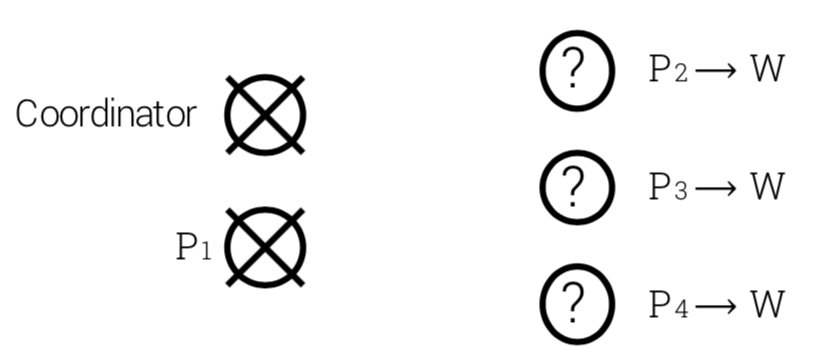 Coordinator
P1
? P2 → W
? P3 → W
? P4 → W